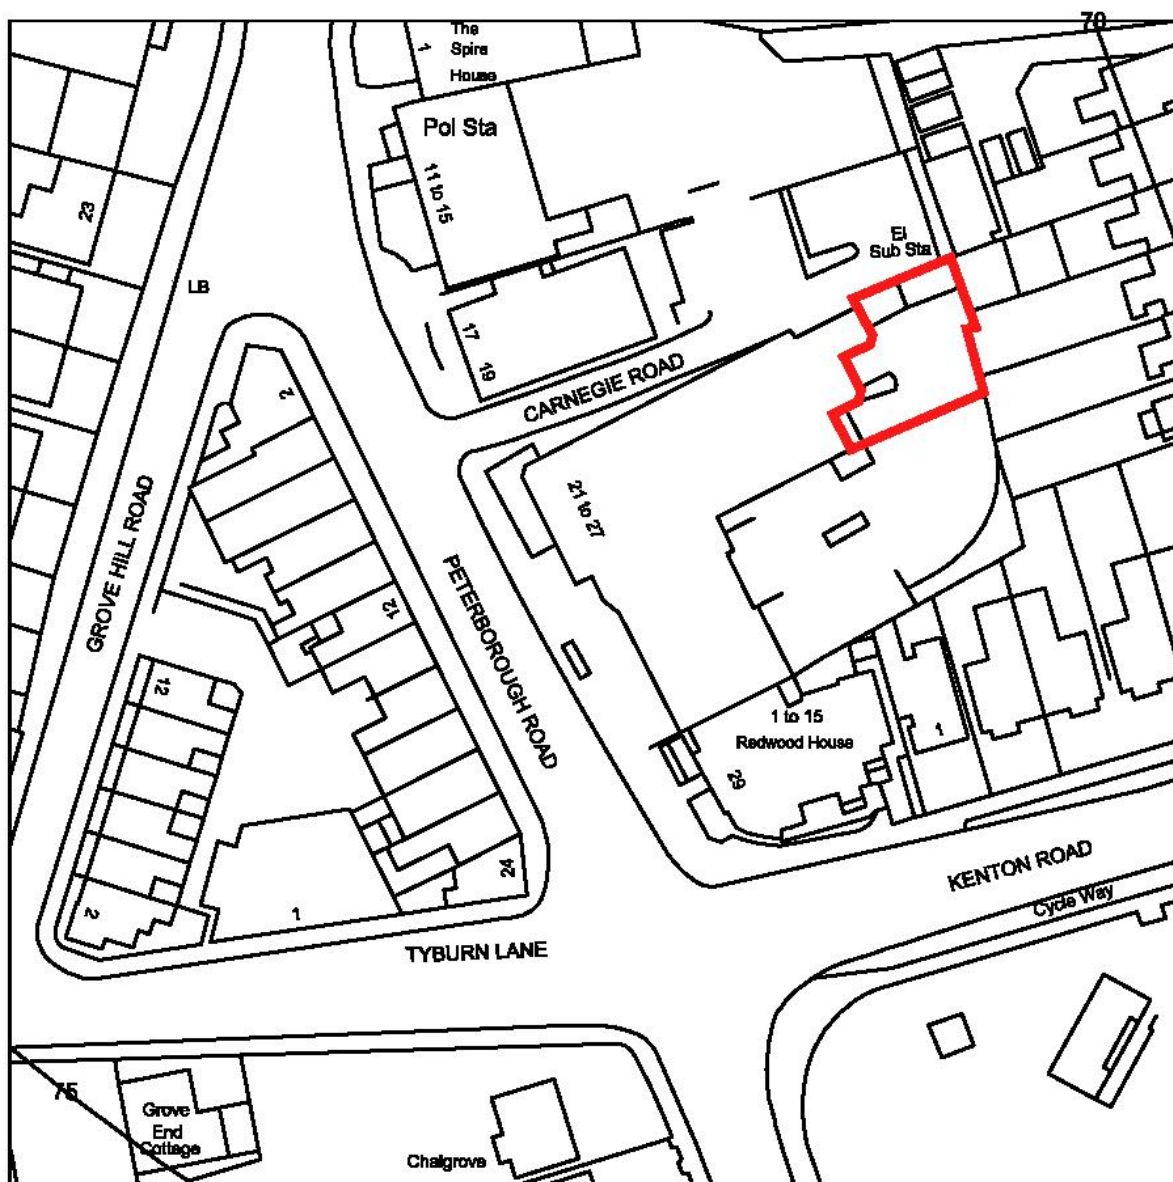 70
The
Spire
House
1
Pol Sta
11 to 15
23
El
Sub Sta
LB
17
19
CARNEGIE ROAD
2
21 to 27
GROVE HILL ROAD
PETERBOROUGH ROAD
12
12
1 to 15
Redwood House
1
29
24
KENTON ROAD
Cycle Way
2
1
TYBURN LANE
75
Grove
End
Cottage
Chalgrove